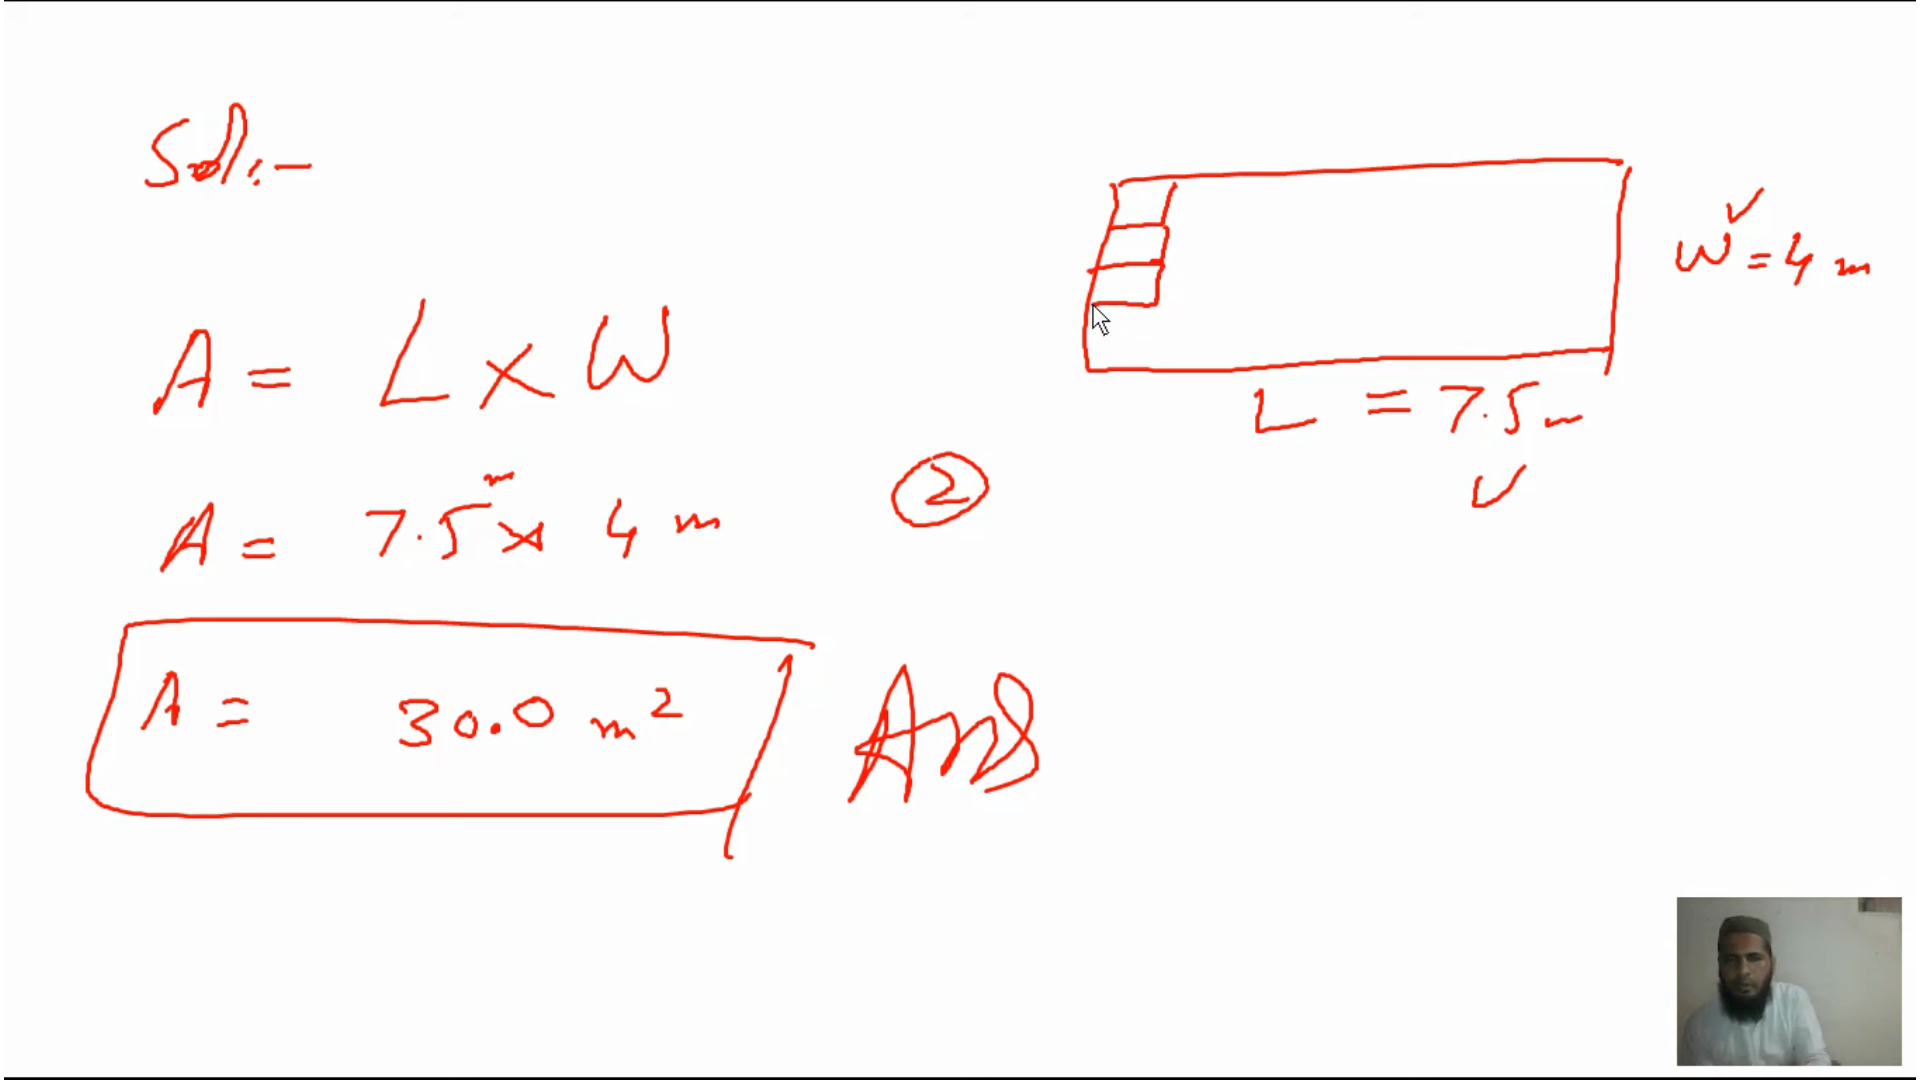 Sol:-
A = L × W
A = 7.5 m × 4 m
②
A = 30.0 m²
Ans
W = 4 m
L = 7.5 m